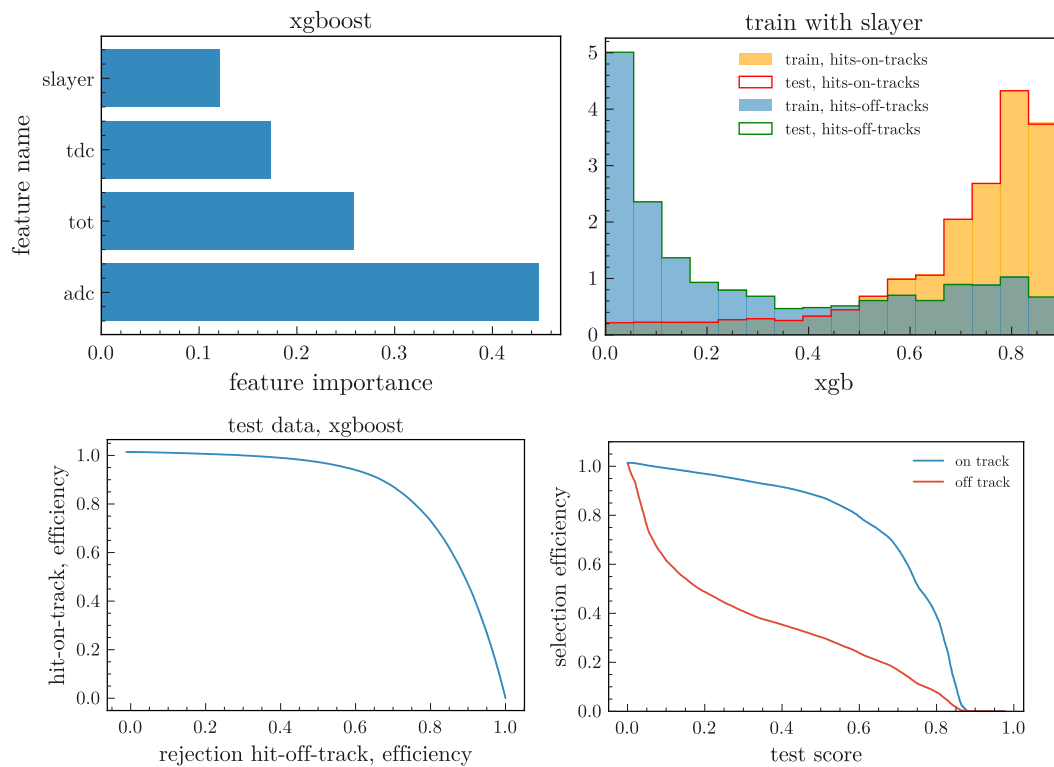 xgboost
feature name
slayer
tdc
tot
adc
0.0 0.1 0.2 0.3 0.4
feature importance
train with slayer
train, hits-on-tracks
test, hits-on-tracks
train, hits-off-tracks
test, hits-off-tracks
5
4
3
2
1
0
0.0 0.2 0.4 0.6 0.8
xgb
test data, xgboost
hit-on-track, efficiency
1.0
0.8
0.6
0.4
0.2
0.0
0.0 0.2 0.4 0.6 0.8 1.0
rejection hit-off-track, efficiency
selection efficiency
on track
off track
1.0
0.8
0.6
0.4
0.2
0.0
0.0 0.2 0.4 0.6 0.8 1.0
test score